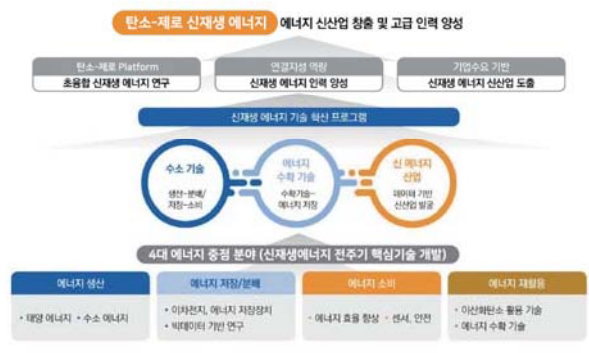 탄소-제로 신재생 에너지 에너지 신산업 창출 및 고급 인력 양성
탄소-제로 Platform
초융합 신재생 에너지 연구
연결지성 역량
신재생 에너지 인력 양성
기업수요 기반
신재생 에너지 신산업 도출
신재생 에너지 기술 혁신 프로그램
수소 기술
생산-분배/
저장-소비
에너지
수확 기술
수확기술-
에너지 저장
신 에너지
산업
데이터 기반
신산업 발굴
4대 에너지 중점 분야 (신재생에너지 전주기 핵심기술 개발)
에너지 생산
• 태양 에너지 • 수소 에너지
에너지 저장/분배
• 이차전지, 에너지 저장장치
• 빅데이터 기반 연구
에너지 소비
• 에너지 효율 향상 • 센서, 안전
에너지 재활용
• 이산화탄소 활용 기술
• 에너지 수확 기술